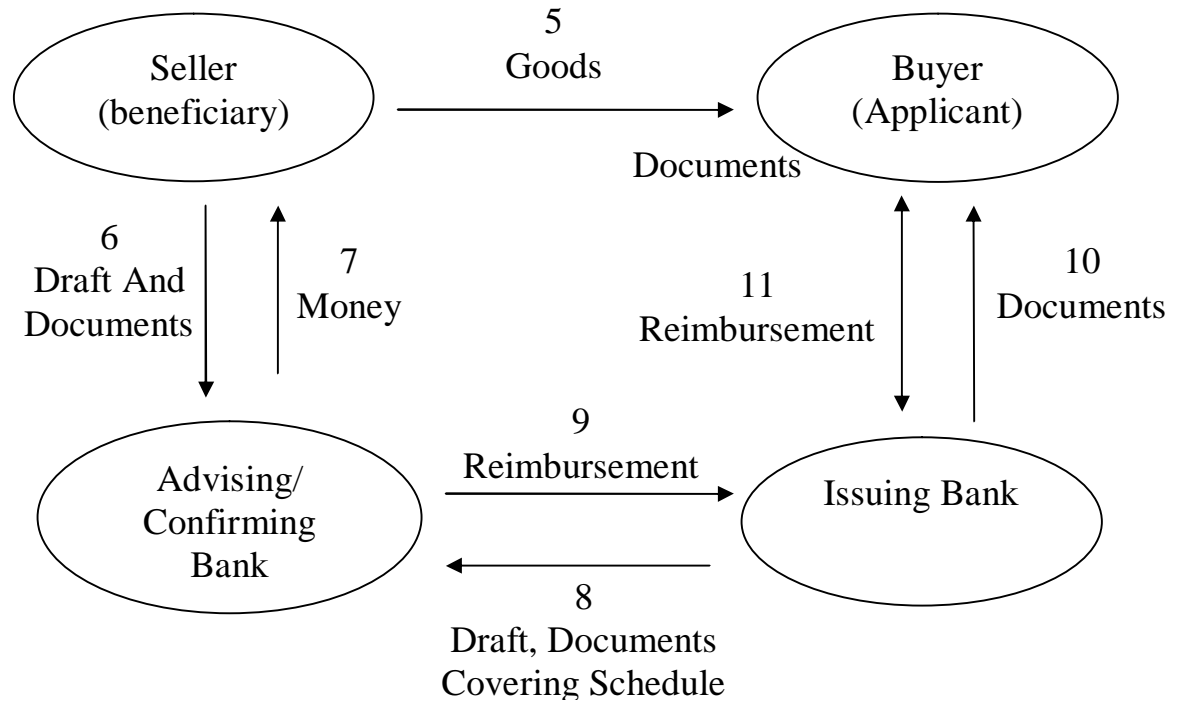 5
Goods
Seller
(beneficiary)
Buyer
(Applicant)
Documents
6
Draft And
Documents
7
Money
11
Reimbursement
10
Documents
9
Reimbursement
Advising/
Confirming
Bank
Issuing Bank
8
Draft, Documents
Covering Schedule